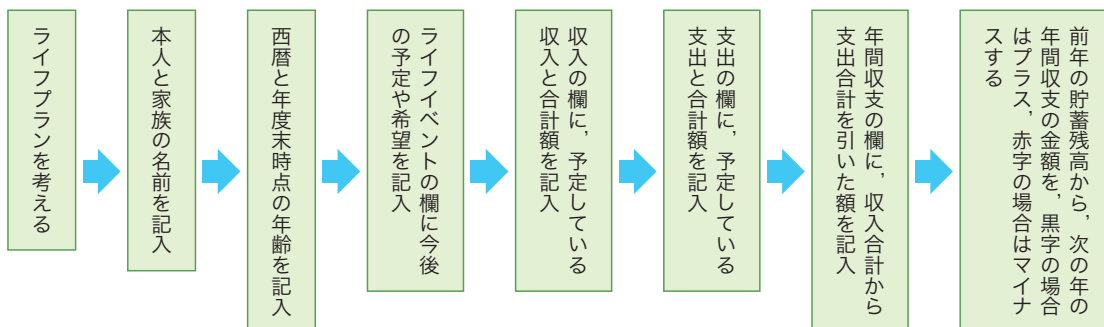 ライフプランを考える
本人と家族の名前を記入
西暦と年度末時点の年齢を記入
ライフイベントの欄に今後
の予定や希望を記入
収入の欄に，予定している
収入と合計額を記入
支出の欄に，予定している
支出と合計額を記入
年間収支の欄に，収入合計から
支出合計を引いた額を記入
前年の貯蓄残高から，次の年の
年間収支の金額を，黒字の場合
はプラス，赤字の場合はマイナ
スする